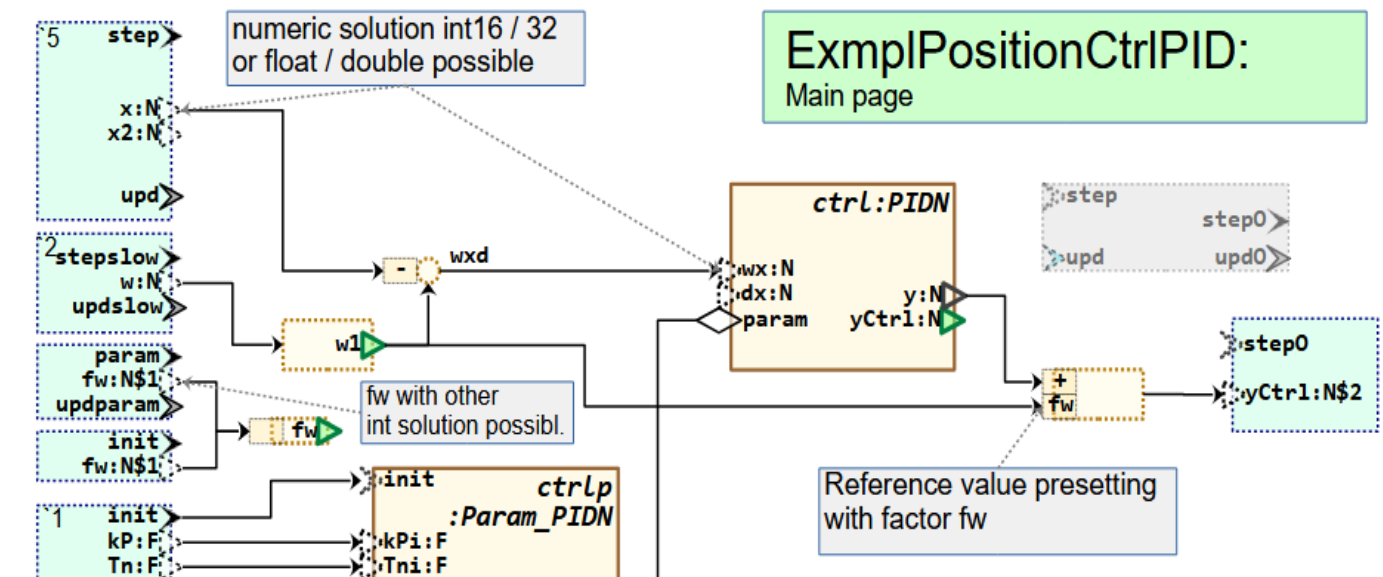 `5
step
x:N
x2:N
upd
numeric solution int16 / 32
or float / double possible
ExmplPositionCtrlPID:
Main page
`2
stepslow
w:N
updslow
-
wxd
w1
ctrl:PIDN
wx:N
dx:N
param
y:N
yCtrl:N
step
stepO
upd
updO
param
fw:N$1
updparam
init
fw:N$1
fw
fw with other
int solution possibl.
+
fw
stepO
yCtrl:N$2
Reference value presetting
with factor fw
`1
init
kP:F
Tn:F
init
ctrlp
:Param_PIDN
kPi:F
Tni:F